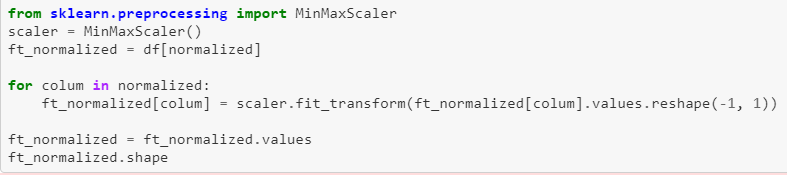 from sklearn.preprocessing import MinMaxScaler
scaler = MinMaxScaler()
ft_normalized = df[normalized]
for colum in normalized:
    ft_normalized[colum] = scaler.fit_transform(ft_normalized[colum].values.reshape(-1, 1))
ft_normalized = ft_normalized.values
ft_normalized.shape